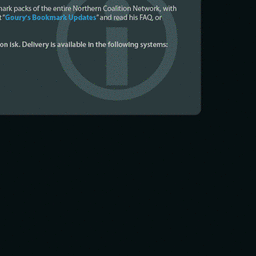 mark packs of the entire Northern Coalition Network, with
t "Goury's Bookmark Updates" and read his FAQ, or
on isk. Delivery is available in the following systems: